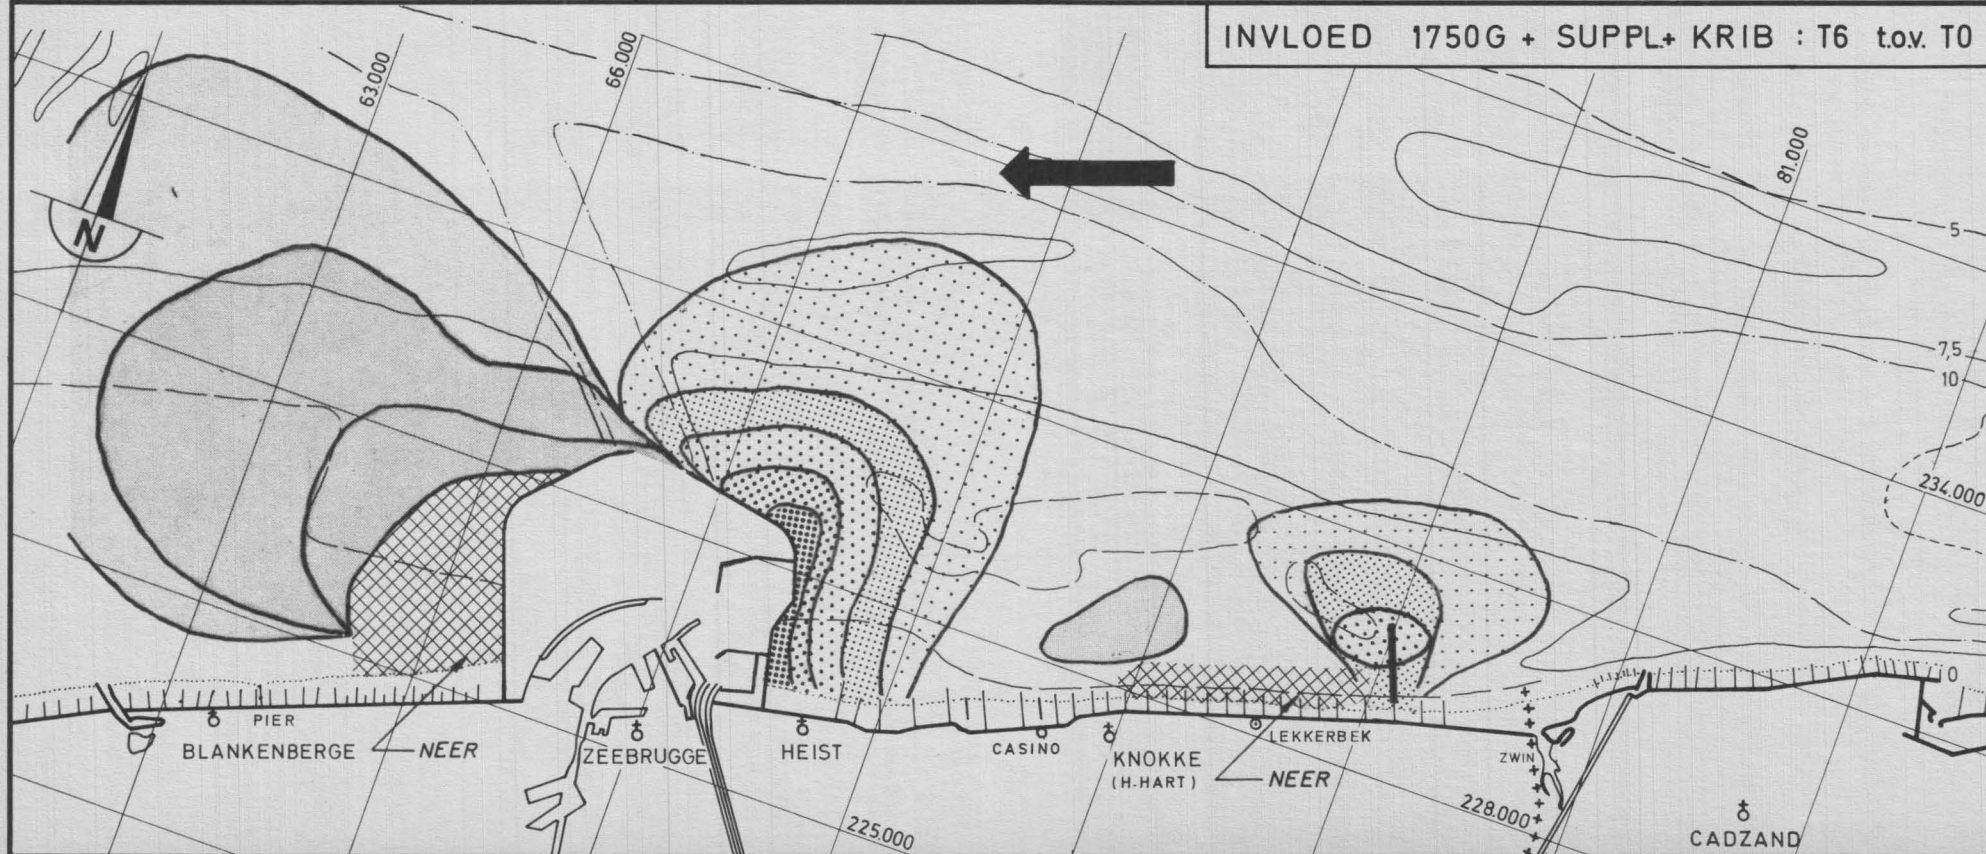 INVLOED 1750G + SUPPL.+ KRIB : T6 t.o.v. T0
63.000
66.000
81.000
N
5
7,5
10
234.000
0
PIER
BLANKENBERGE
NEER
ZEEBRUGGE
HEIST
CASINO
KNOKKE
(H-HART)
NEER
LEKKERBEK
ZWIN
225.000
228.000
CADZAND